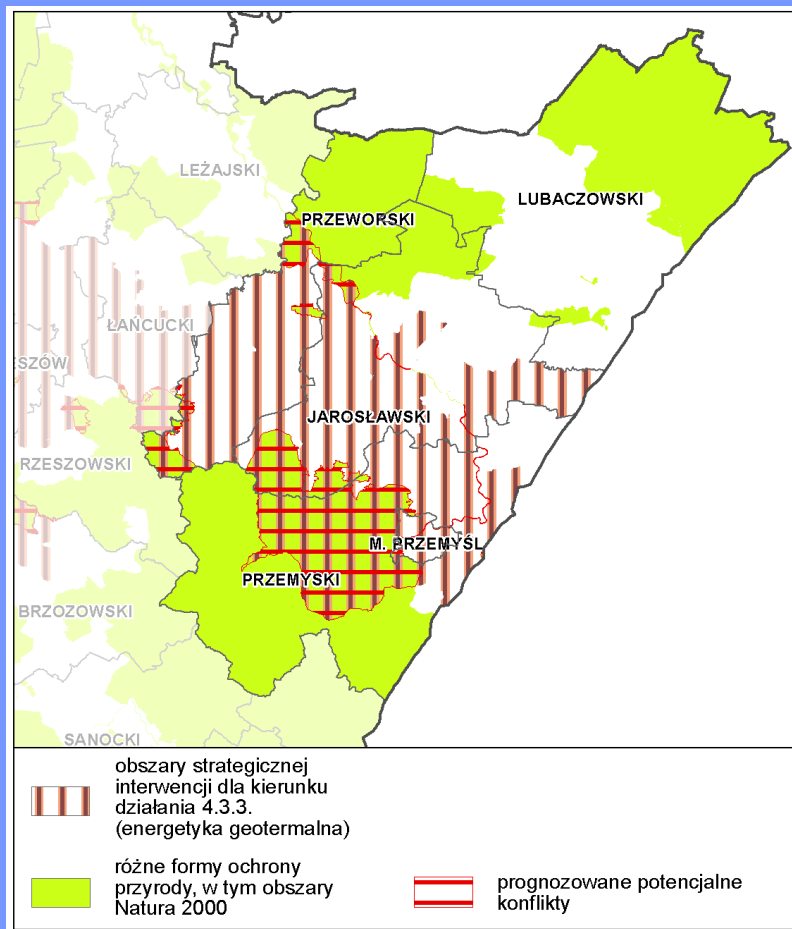 LEŻAJSKI
LUBACZOWSKI
PRZEWORSKI
ŁAŃCUCKI
ESZÓW
JAROSŁAWSKI
RZESZOWSKI
M. PRZEMYŚL
PRZEMYSKI
BRZOZOWSKI
SANOCKI
obszary strategicznej
interwencji dla kierunku
działania 4.3.3.
(energetyka geotermalna)
różne formy ochrony
przyrody, w tym obszary
Natura 2000
prognozowane potencjalne
konflikty